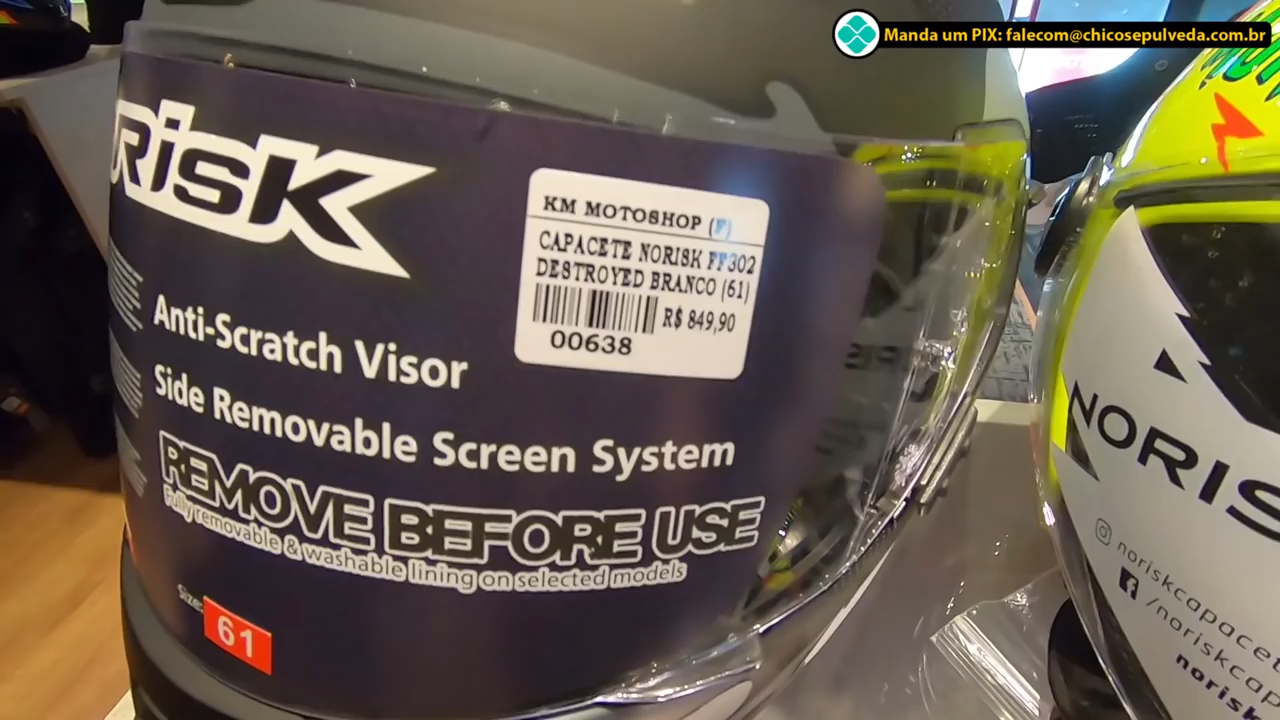 Manda um PIX: falecom@chicosepulveda.com.br
RISK
KM MOTOSHOP (F)
CAPACETE NORISK FF302
DESTROYED BRANCO (61)
R$ 849,90
00638
Anti-Scratch Visor
Side Removable Screen System
REMOVE BEFORE USE
Fully removable & washable lining on selected models
Size:
61
NORIS
noriskcapacet
/noriskcap
norisk